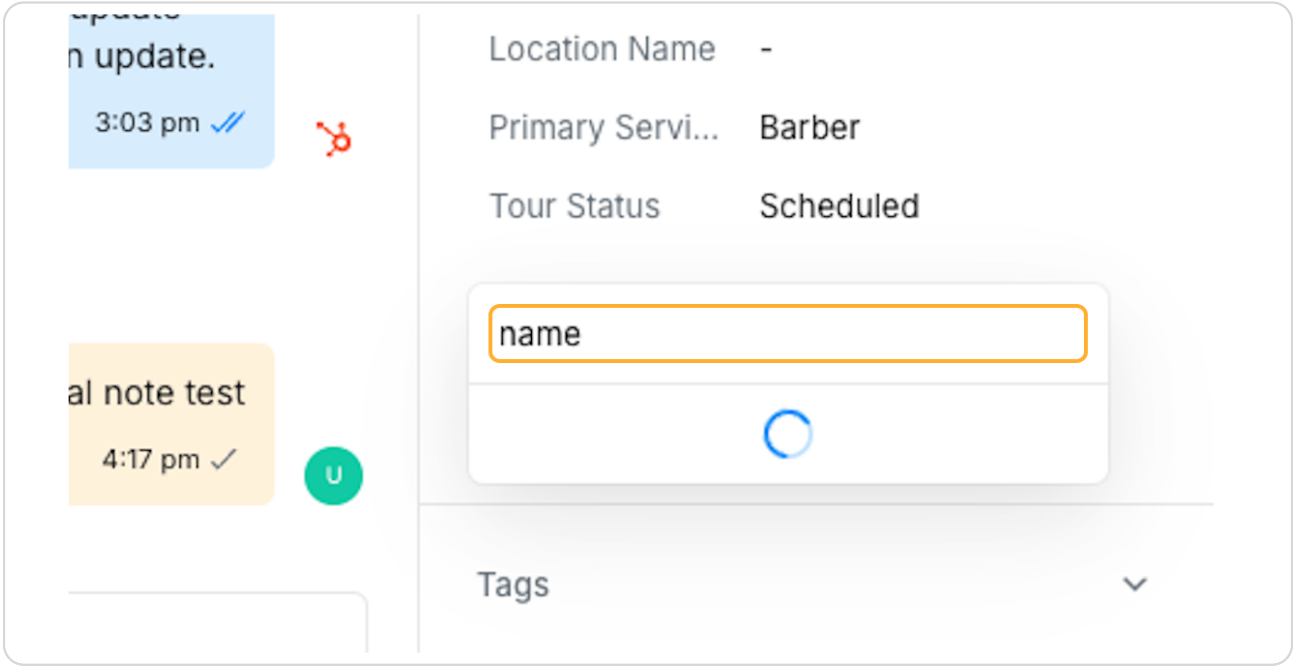 update
n update.
3:03 pm
al note test
4:17 pm
U
Location Name -
Primary Servi... Barber
Tour Status Scheduled
name
Tags